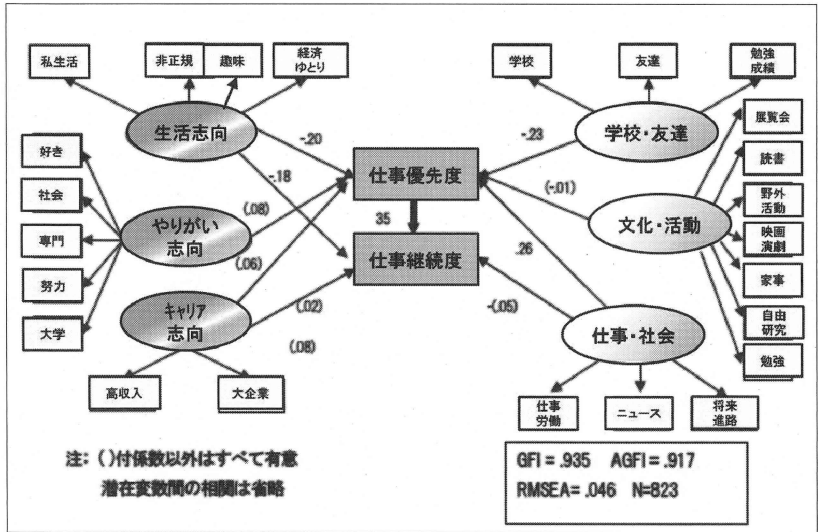 私生活
非正規
趣味
経済
ゆとり
学校
友達
勉強
成績
生活志向
学校・友達
展覧会
好き
-.20
-.23
読書
社会
-.18
仕事優先度
(-.01)
野外
活動
やりがい
志向
(.08)
35
文化・活動
専門
映画
演劇
(.06)
仕事継続度
.26
努力
家事
キャリア
志向
(.02)
-(.05)
仕事・社会
大学
(.08)
自由
研究
勉強
高収入
大企業
仕事
労働
ニュース
将来
進路
注：( )付係数以外はすべて有意
潜在変数間の相関は省略
GFI = .935 AGFI = .917
RMSEA= .046 N=823